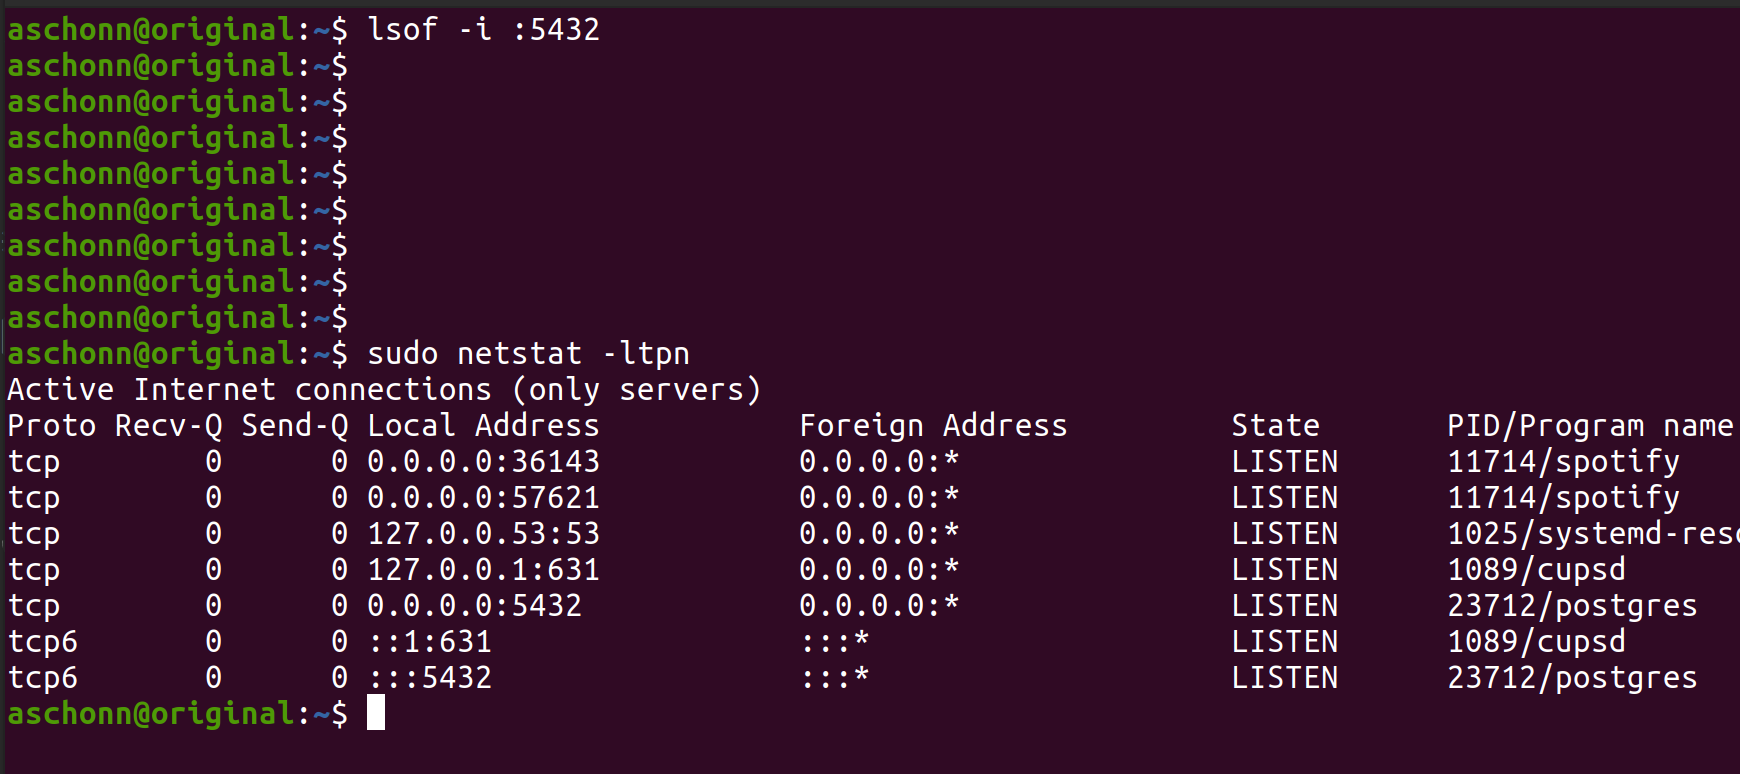 aschonn@original:~$ lsof -i :5432
aschonn@original:~$
aschonn@original:~$
aschonn@original:~$
aschonn@original:~$
aschonn@original:~$
aschonn@original:~$
aschonn@original:~$
aschonn@original:~$
aschonn@original:~$ sudo netstat -ltpn
Active Internet connections (only servers)
Proto Recv-Q Send-Q Local Address           Foreign Address         State       PID/Program name
tcp        0      0 0.0.0.0:36143           0.0.0.0:*               LISTEN      11714/spotify
tcp        0      0 0.0.0.0:57621           0.0.0.0:*               LISTEN      11714/spotify
tcp        0      0 127.0.0.53:53           0.0.0.0:*               LISTEN      1025/systemd-reso
tcp        0      0 127.0.0.1:631           0.0.0.0:*               LISTEN      1089/cupsd
tcp        0      0 0.0.0.0:5432            0.0.0.0:*               LISTEN      23712/postgres
tcp6       0      0 ::1:631                 :::*                    LISTEN      1089/cupsd
tcp6       0      0 :::5432                 :::*                    LISTEN      23712/postgres
aschonn@original:~$